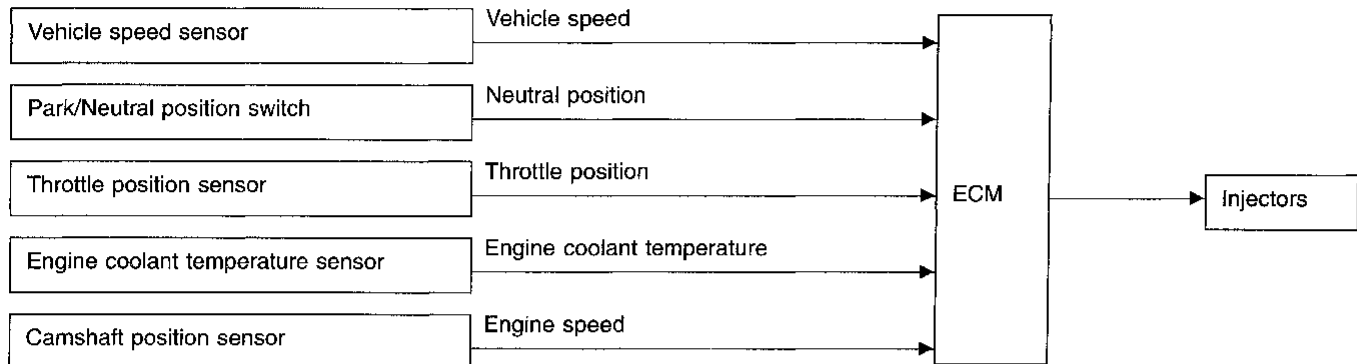 Vehicle speed sensor
Vehicle speed
Park/Neutral position switch
Neutral position
Throttle position sensor
Throttle position
ECM
Injectors
Engine coolant temperature sensor
Engine coolant temperature
Camshaft position sensor
Engine speed